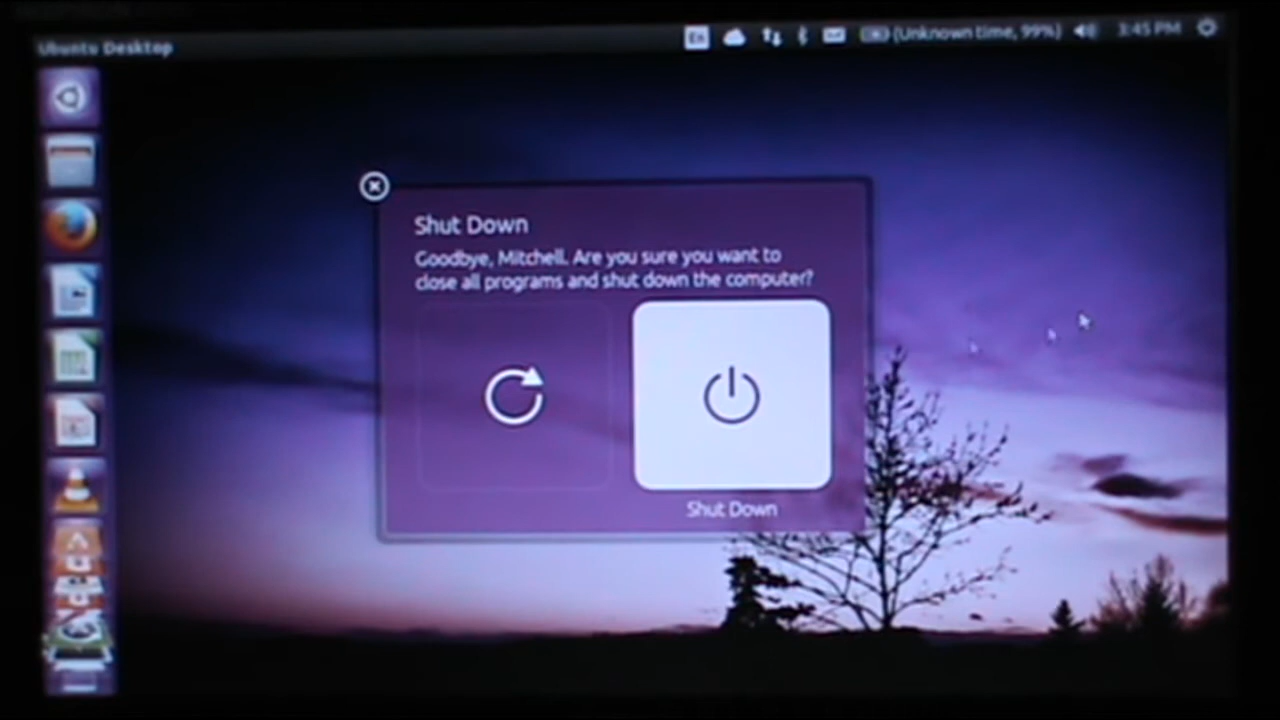 Ubuntu Desktop
En (Unknown time, 99%) 3:45 PM
Shut Down
Goodbye, Mitchell. Are you sure you want to
close all programs and shut down the computer?
Shut Down